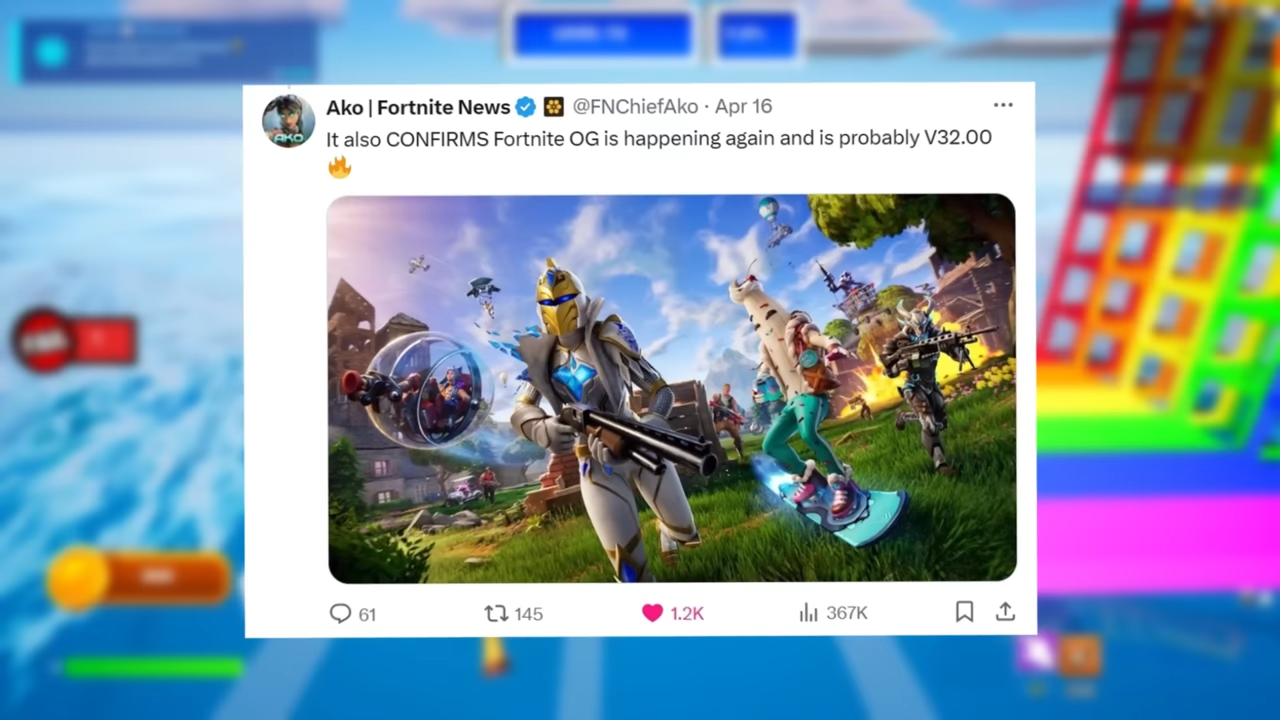 Ako | Fortnite News @FNChiefAko · Apr 16
It also CONFIRMS Fortnite OG is happening again and is probably V32.00
🔥
AKO
61 145 1.2K 367K